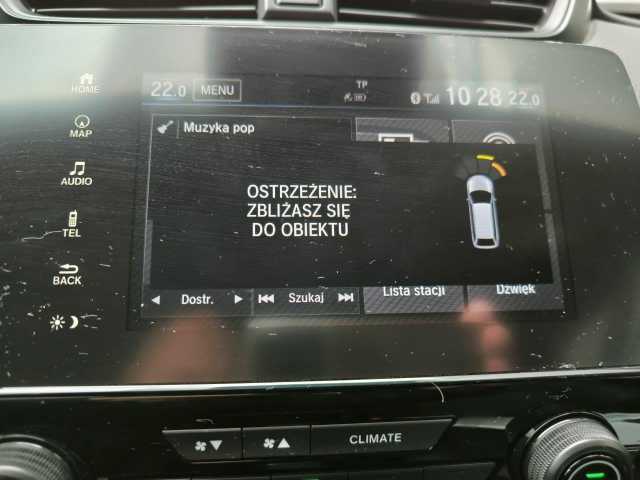 HOME
MAP
AUDIO
TEL
BACK
22.0 MENU
TP
10 28 22.0
Muzyka pop
OSTRZEŻENIE:
ZBLIŻASZ SIĘ
DO OBIEKTU
Dostr. Szukaj Lista stacji Dźwięk
CLIMATE